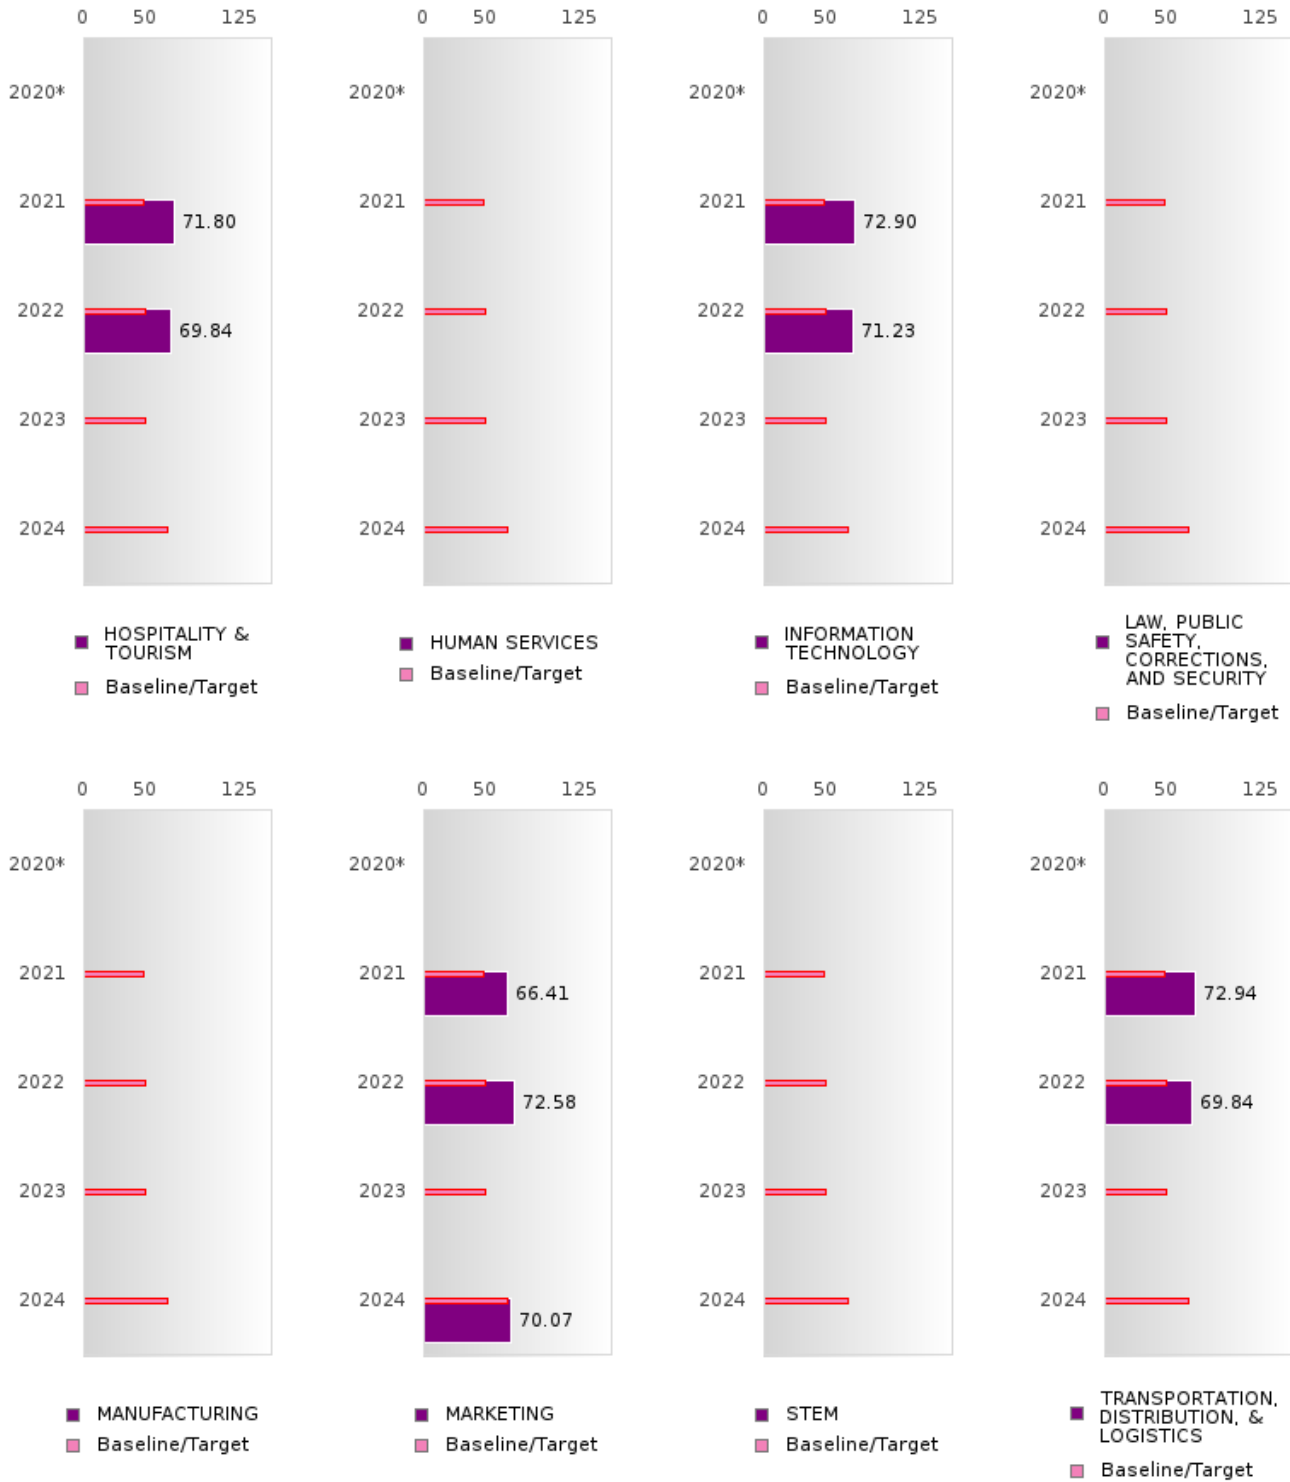 0 50 125
2020*
2021
71.80
2022
69.84
2023
2024
HOSPITALITY &
TOURISM
Baseline/Target
0 50 125
2020*
2021
2022
2023
2024
HUMAN SERVICES
Baseline/Target
0 50 125
2020*
2021
72.90
2022
71.23
2023
2024
INFORMATION
TECHNOLOGY
Baseline/Target
0 50 125
2020*
2021
2022
2023
2024
LAW, PUBLIC
SAFETY,
CORRECTIONS,
AND SECURITY
Baseline/Target
0 50 125
2020*
2021
2022
2023
2024
MANUFACTURING
Baseline/Target
0 50 125
2020*
2021
66.41
2022
72.58
2023
2024
70.07
MARKETING
Baseline/Target
0 50 125
2020*
2021
2022
2023
2024
STEM
Baseline/Target
0 50 125
2020*
2021
72.94
2022
69.84
2023
2024
TRANSPORTATION,
DISTRIBUTION, &
LOGISTICS
Baseline/Target